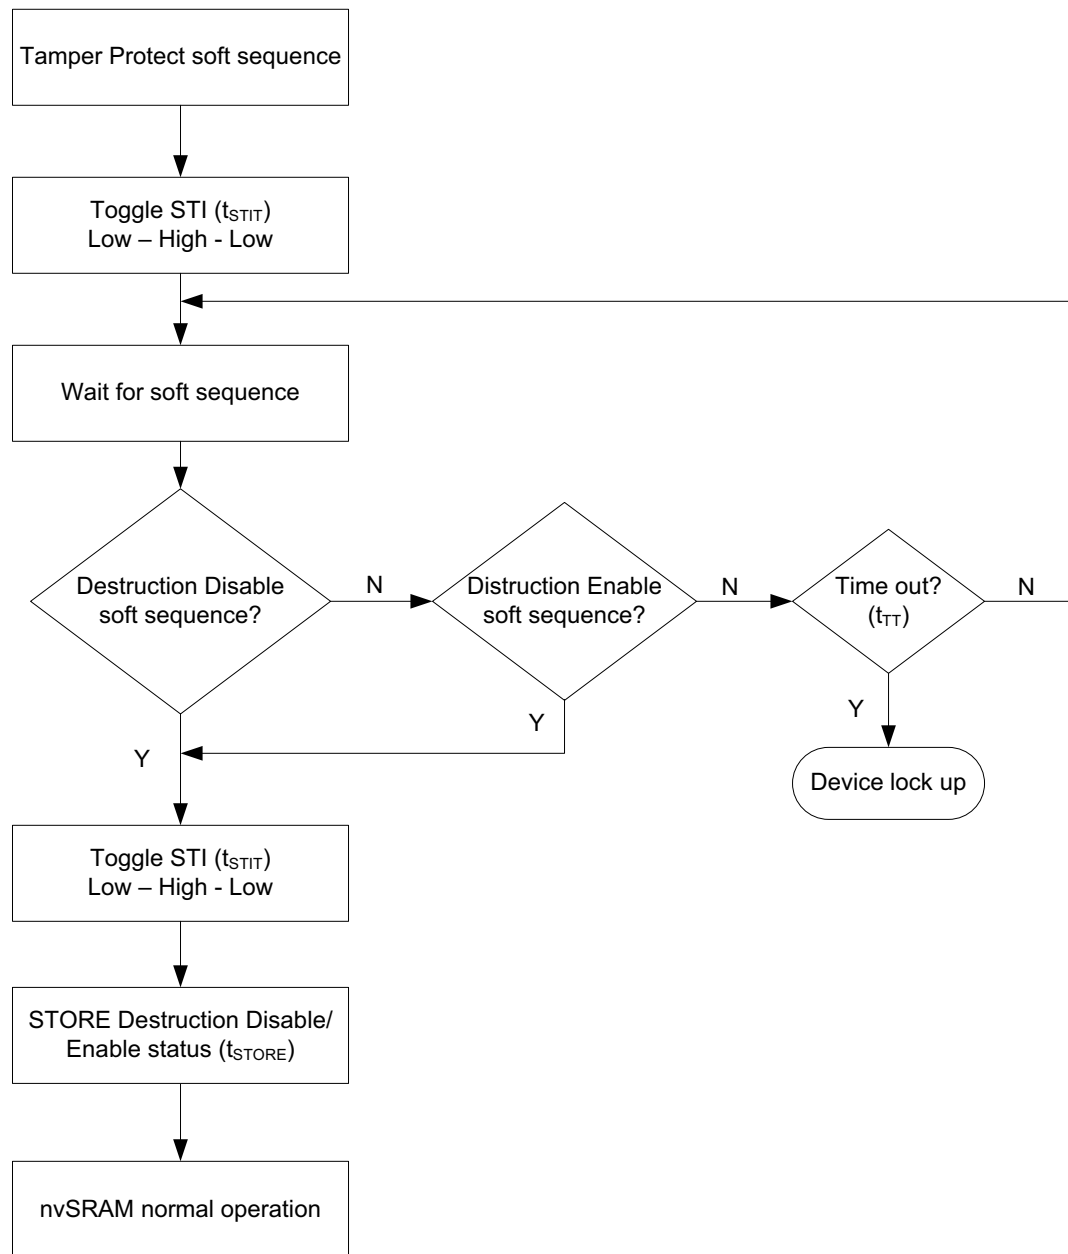 Tamper Protect soft sequence
Toggle STI (tSTIT)
Low – High - Low
Wait for soft sequence
Destruction Disable
soft sequence?
N
Distruction Enable
soft sequence?
N
Time out?
(tTT)
N
Y
Y
Y
Device lock up
Toggle STI (tSTIT)
Low – High - Low
STORE Destruction Disable/
Enable status (tSTORE)
nvSRAM normal operation